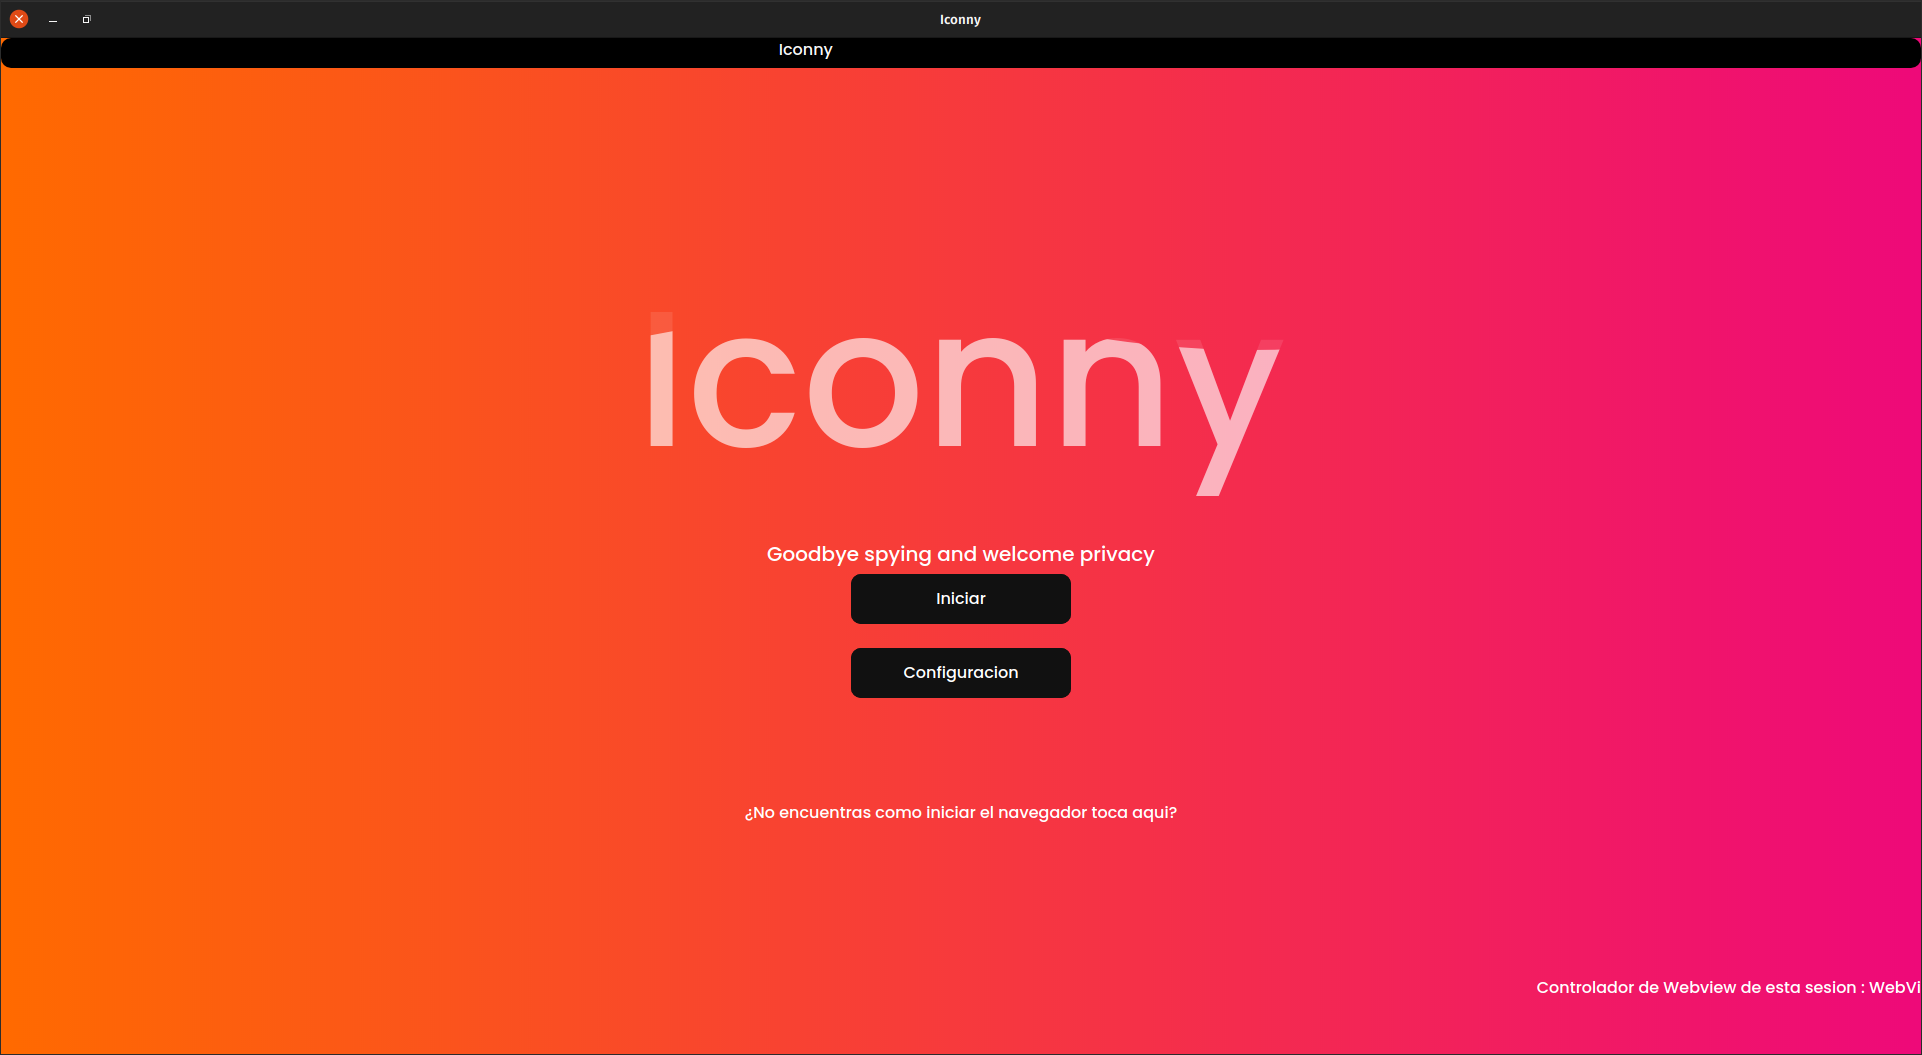 Iconny
Iconny
Iconny
Goodbye spying and welcome privacy
Iniciar
Configuracion
¿No encuentras como iniciar el navegador toca aqui?
Controlador de Webview de esta sesion : WebVi